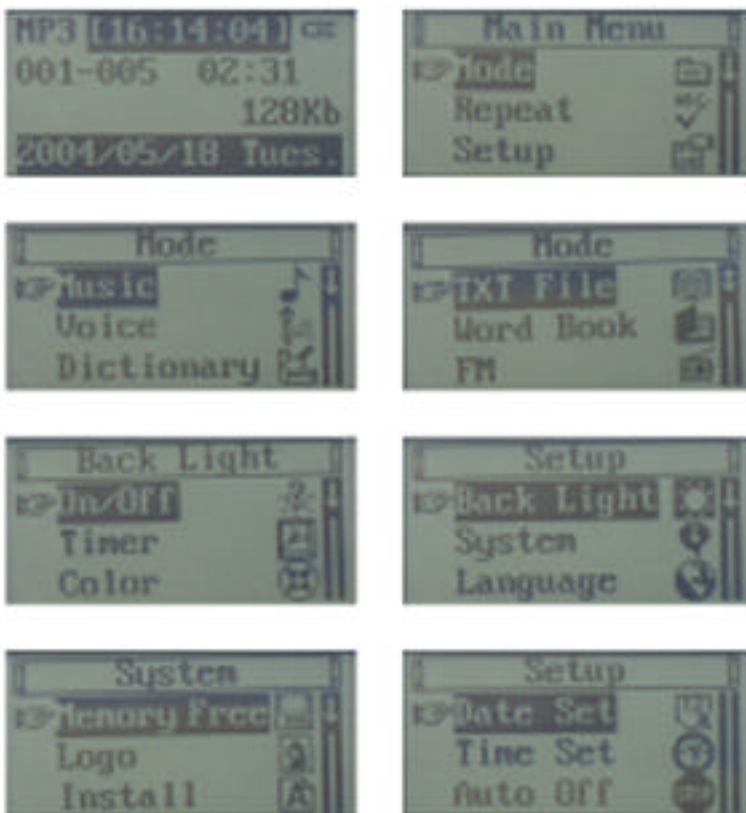 MP3 [16:14:04]
001-005 02:31
128Kb
2004/05/18 Tues.
Main Menu
Mode
Repeat
Setup
Mode
Music
Voice
Dictionary
Mode
TXT File
Word Book
FM
Back Light
On/Off
Timer
Color
Setup
Back Light
System
Language
System
Memory Free
Logo
Install
Setup
Date Set
Time Set
Auto Off